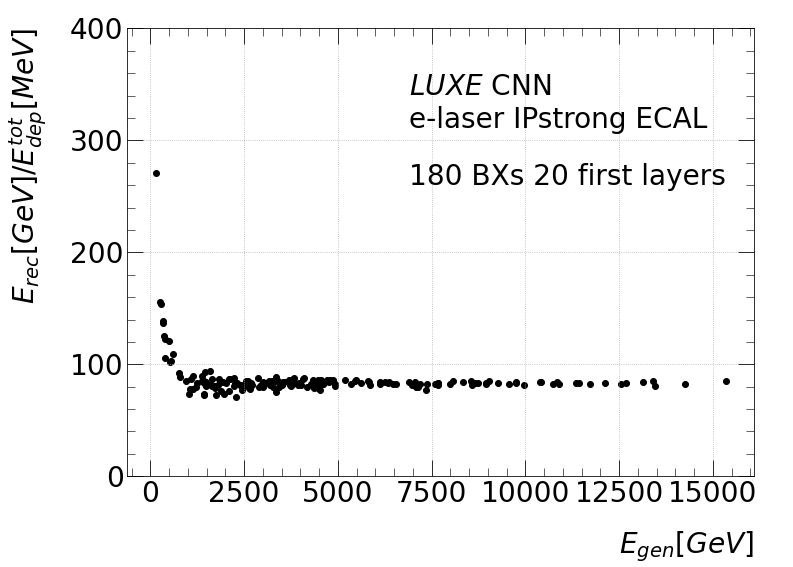 400
300
200
100
0
E_rec[GeV]/E_dep^tot[MeV]
LUXE CNN
e-laser IPstrong ECAL
180 BXs 20 first layers
0 2500 5000 7500 10000 12500 15000
E_gen[GeV]